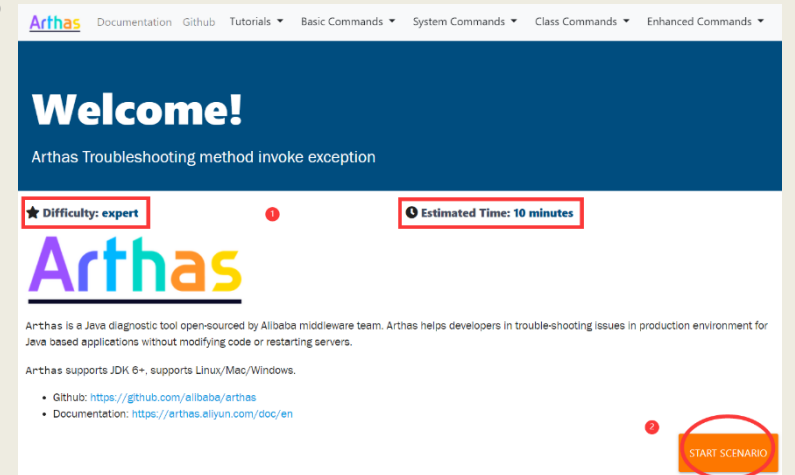 Arthas Documentation Github Tutorials Basic Commands System Commands Class Commands Enhanced Commands
Welcome!
Arthas Troubleshooting method invoke exception
Difficulty: expert
1
Estimated Time: 10 minutes
Arthas
Arthas is a Java diagnostic tool open-sourced by Alibaba middleware team. Arthas helps developers in trouble-shooting issues in production environment for
Java based applications without modifying code or restarting servers.
Arthas supports JDK 6+, supports Linux/Mac/Windows.
• Github: https://github.com/alibaba/arthas
• Documentation: https://arthas.aliyun.com/doc/en
2
START SCENARIO